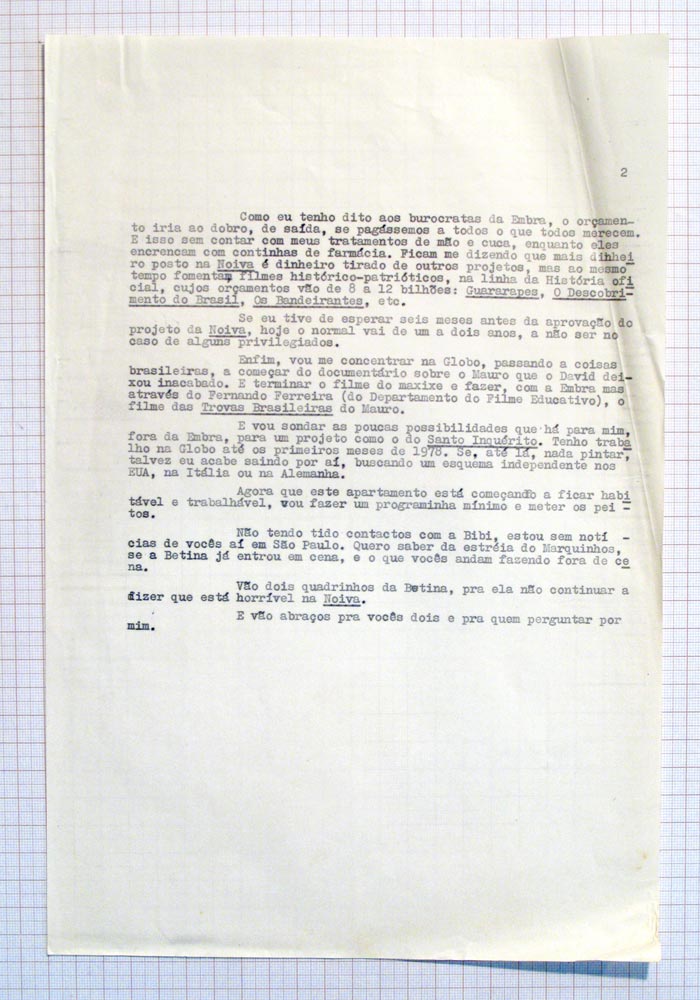 2
Como eu tenho dito aos burocratas da Embra, o orçamen-
to iria ao dobro, de saída, se pagássemos a todos o que todos merecem.
E isso sem contar com meus tratamentos de mão e cuca, enquanto eles
encrencam com continhas de farmácia. Ficam me dizendo que mais dinhei
ro posto na Noiva é dinheiro tirado de outros projetos, mas ao mesmo
tempo fomentam filmes histórico-patrióticos, na linha da História ofi
cial, cujos orçamentos vão de 8 a 12 bilhões: Guararapes, O Descobri-
mento do Brasil, Os Bandeirantes, etc.
Se eu tive de esperar seis meses antes da aprovação do
projeto da Noiva, hoje o normal vai de um a dois anos, a não ser no
caso de alguns privilegiados.
Enfim, vou me concentrar na Globo, passando a coisas
brasileiras, a começar do documentário sobre o Mauro que o David dei-
xou inacabado. E terminar o filme do maxixe e fazer, com a Embra mas
através do Fernando Ferreira (do Departamento do Filme Educativo), o
filme das Trovas Brasileiras do Mauro.
E vou sondar as poucas possibilidades que há para mim,
fora da Embra, para um projeto como o do Santo Inquérito. Tenho traba
lho na Globo até os primeiros meses de 1978. Se, até lá, nada pintar,
talvez eu acabe saindo por aí, buscando um esquema independente nos
EUA, na Itália ou na Alemanha.
Agora que este apartamento está começando a ficar habi
tável e trabalhável, vou fazer um programinha mínimo e meter os pei -
tos.
Não tendo tido contactos com a Bibi, estou sem notí -
cias de vocês aí em São Paulo. Quero saber da estréia do Marquinhos,
se a Betina já entrou em cena, e o que vocês andam fazendo fora de ce
na.
Vão dois quadrinhos da Betina, pra ela não continuar a
dizer que está horrível na Noiva.
E vão abraços pra vocês dois e pra quem perguntar por
mim.